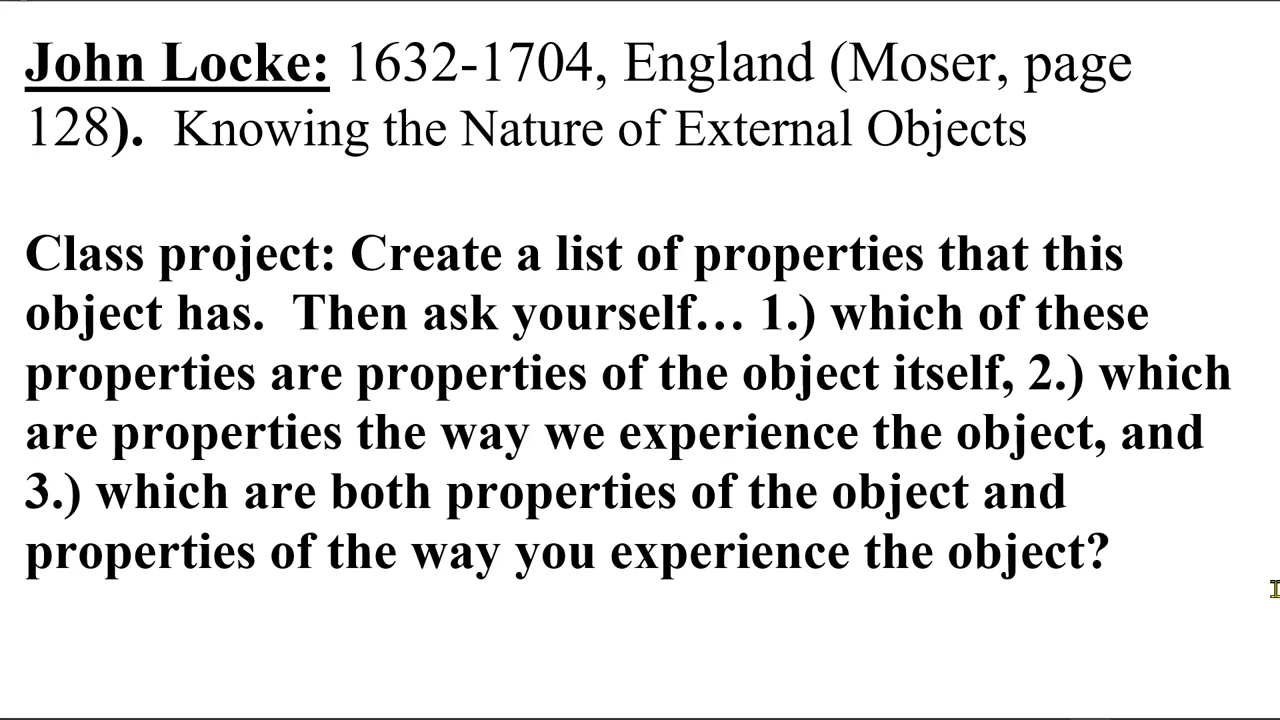 John Locke: 1632-1704, England (Moser, page
128). Knowing the Nature of External Objects
Class project: Create a list of properties that this
object has. Then ask yourself… 1.) which of these
properties are properties of the object itself, 2.) which
are properties the way we experience the object, and
3.) which are both properties of the object and
properties of the way you experience the object?